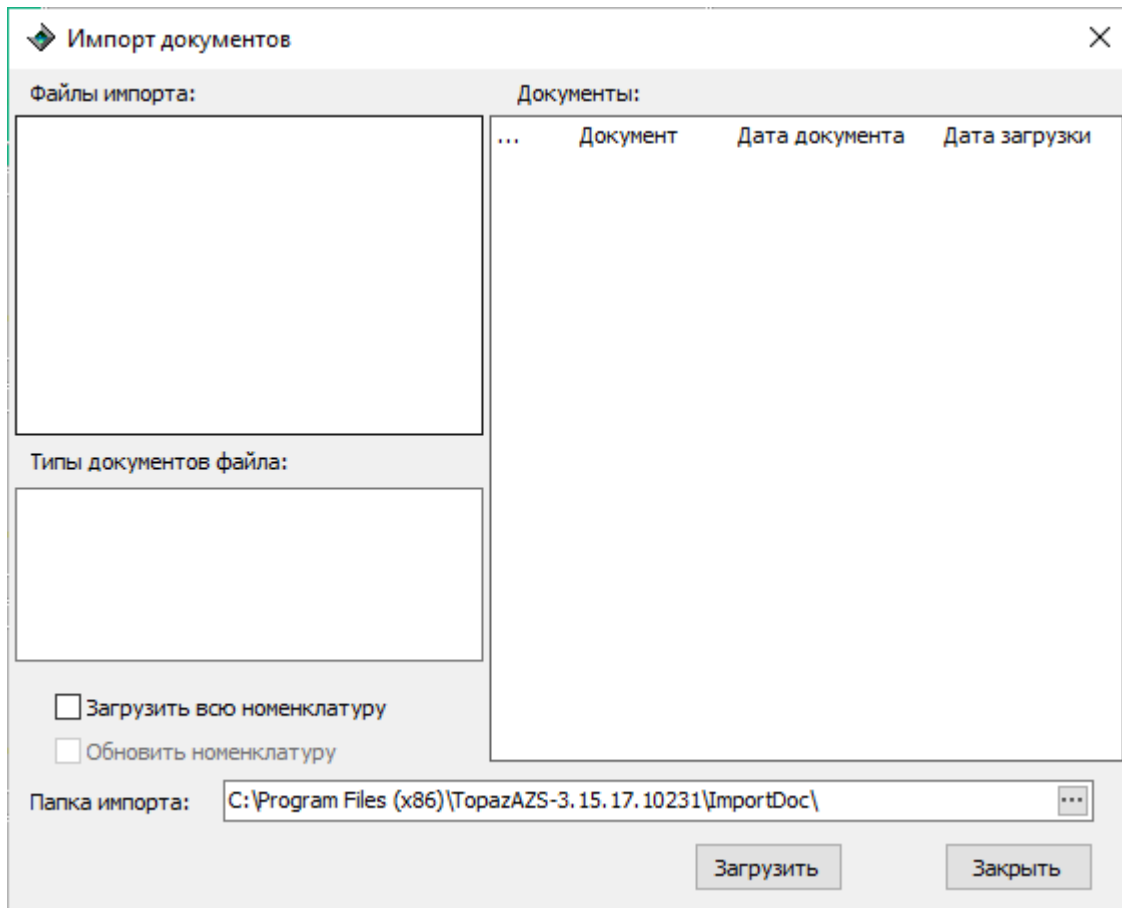 Импорт документов
Файлы импорта:
Документы:
... Документ Дата документа Дата загрузки
Типы документов файла:
Загрузить всю номенклатуру
Обновить номенклатуру
Папка импорта: C:\Program Files (x86)\TopazAZS-3.15.17.10231\ImportDoc\ ...
Загрузить Закрыть